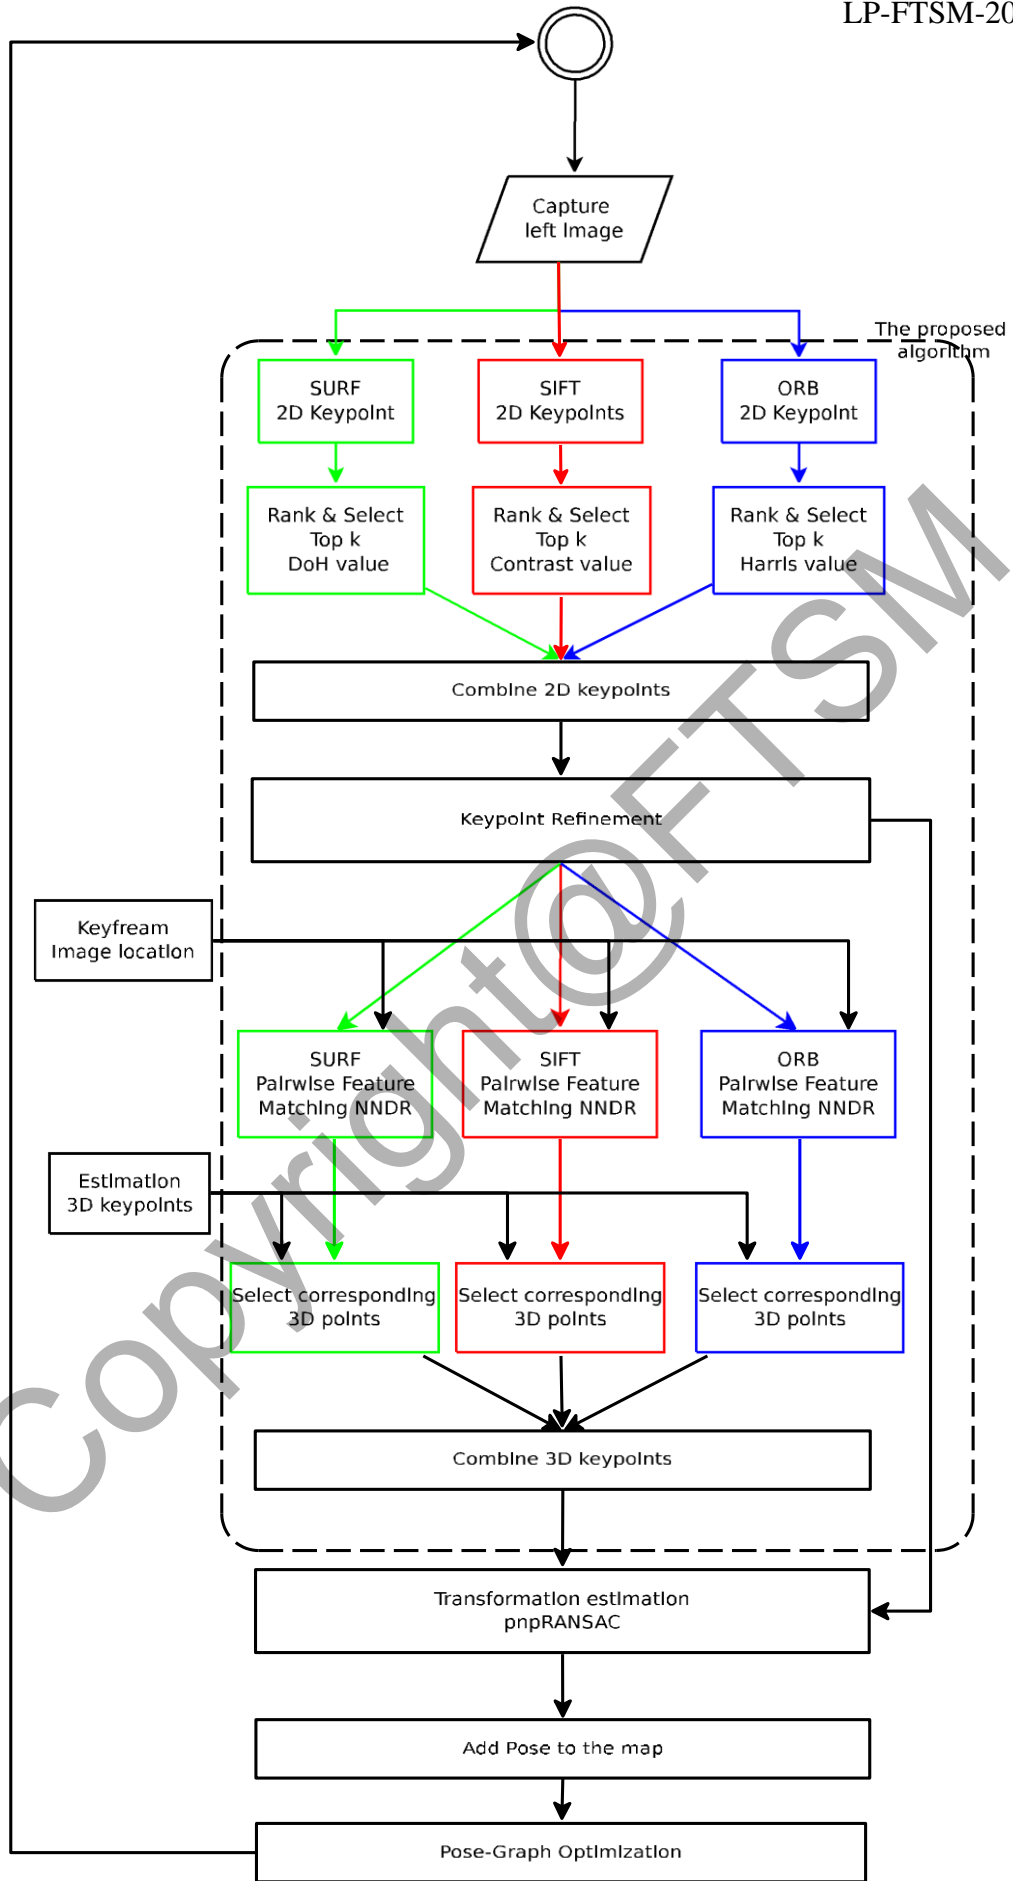 LP-FTSM-20
Capture
left Image
The proposed
algorithm
SURF
2D Keypoint
SIFT
2D Keypoints
ORB
2D Keypoint
Rank & Select
Top k
DoH value
Rank & Select
Top k
Contrast value
Rank & Select
Top k
Harris value
Combine 2D keypoints
Keypoint Refinement
Keyfream
Image location
SURF
Pairwise Feature
Matching NNDR
SIFT
Pairwise Feature
Matching NNDR
ORB
Pairwise Feature
Matching NNDR
Estimation
3D keypoints
Select corresponding
3D points
Select corresponding
3D points
Select corresponding
3D points
Combine 3D keypoints
Transformation estimation
pnpRANSAC
Add Pose to the map
Pose-Graph Optimization
Copyright@FTSM